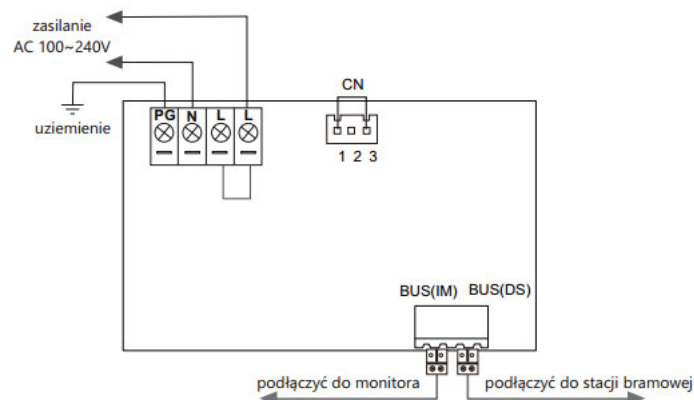 zasilanie
AC 100~240V
uziemienie
PG N L L
CN
1 2 3
BUS(IM) BUS(DS)
podłączyć do monitora
podłączyć do stacji bramowej